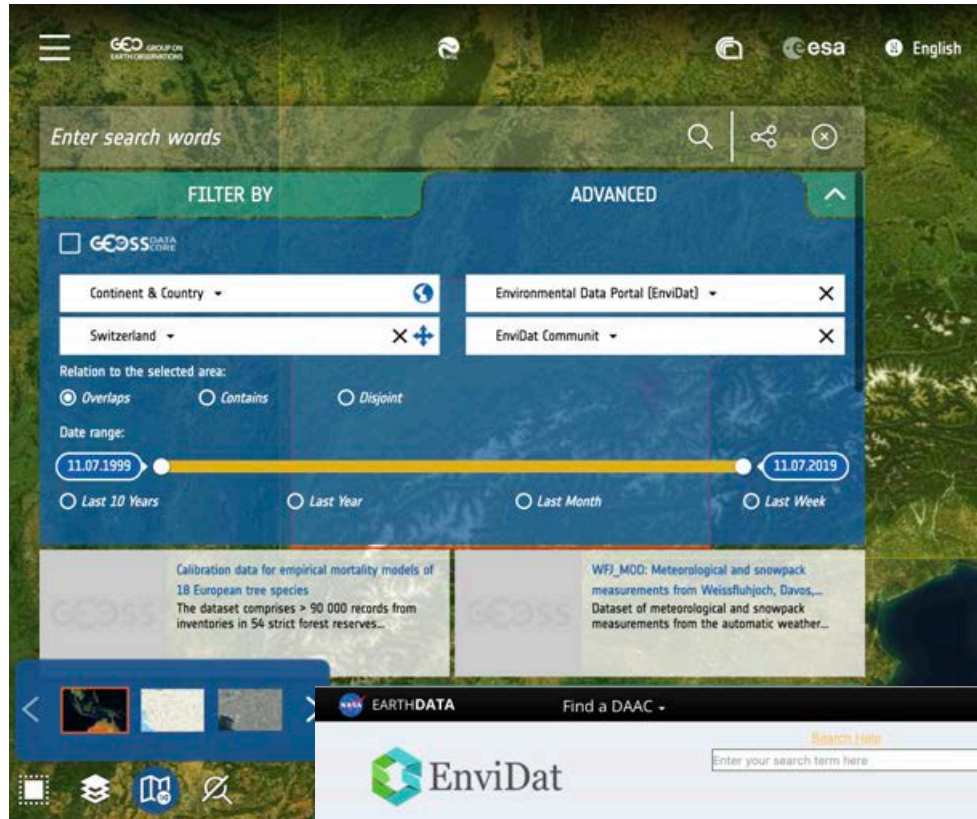 GEO GROUP ON
EARTH OBSERVATIONS
esa
English
Enter search words
FILTER BY
ADVANCED
GEOSS DATA
CORE
Continent & Country
Environmental Data Portal (EnviDat)
Switzerland
EnviDat Communit
Relation to the selected area:
Overlaps Contains Disjoint
Date range:
11.07.1999 11.07.2019
Last 10 Years Last Year Last Month Last Week
Calibration data for empirical mortality models of
18 European tree species
The dataset comprises > 90 000 records from
inventories in 54 strict forest reserves...
WFJ_MOD: Meteorological and snowpack
measurements from Weissfluhjoch, Davos,...
Dataset of meteorological and snowpack
measurements from the automatic weather...
GEOSS
GEOSS
NASA EARTHDATA Find a DAAC
Search Help
Enter your search term here
EnviDat